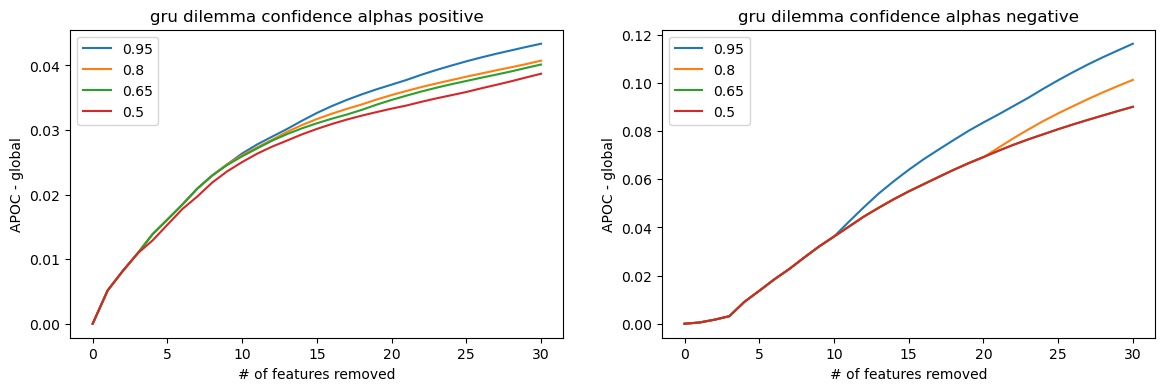 gru dilemma confidence alphas positive
0.95
0.8
0.65
0.5
0.04
0.03
0.02
0.01
0.00
APOC - global
0 5 10 15 20 25 30
# of features removed
gru dilemma confidence alphas negative
0.95
0.8
0.65
0.5
0.12
0.10
0.08
0.06
0.04
0.02
0.00
APOC - global
0 5 10 15 20 25 30
# of features removed